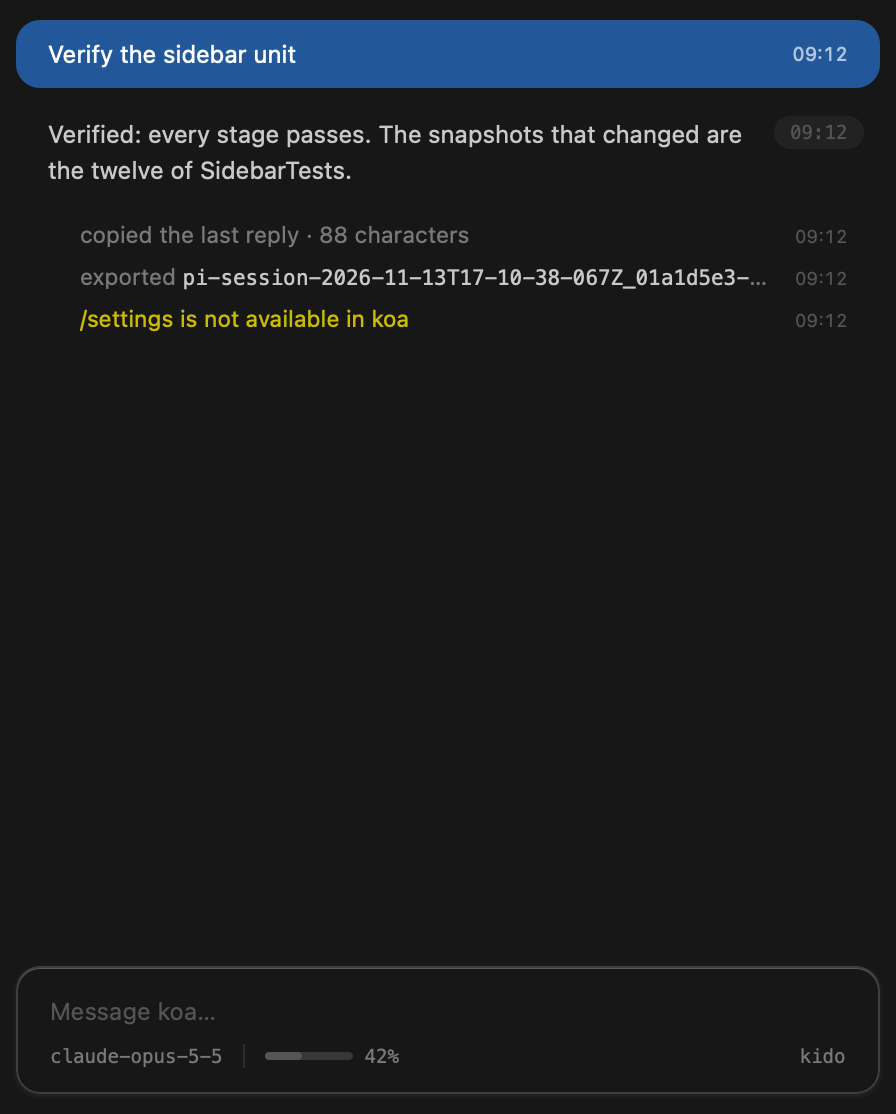 Verify the sidebar unit 09:12
Verified: every stage passes. The snapshots that changed are 09:12
the twelve of SidebarTests.
copied the last reply · 88 characters 09:12
exported pi-session-2026-11-13T17-10-38-067Z_01a1d5e3-… 09:12
/settings is not available in koa 09:12
Message koa…
claude-opus-5-5 42% kido